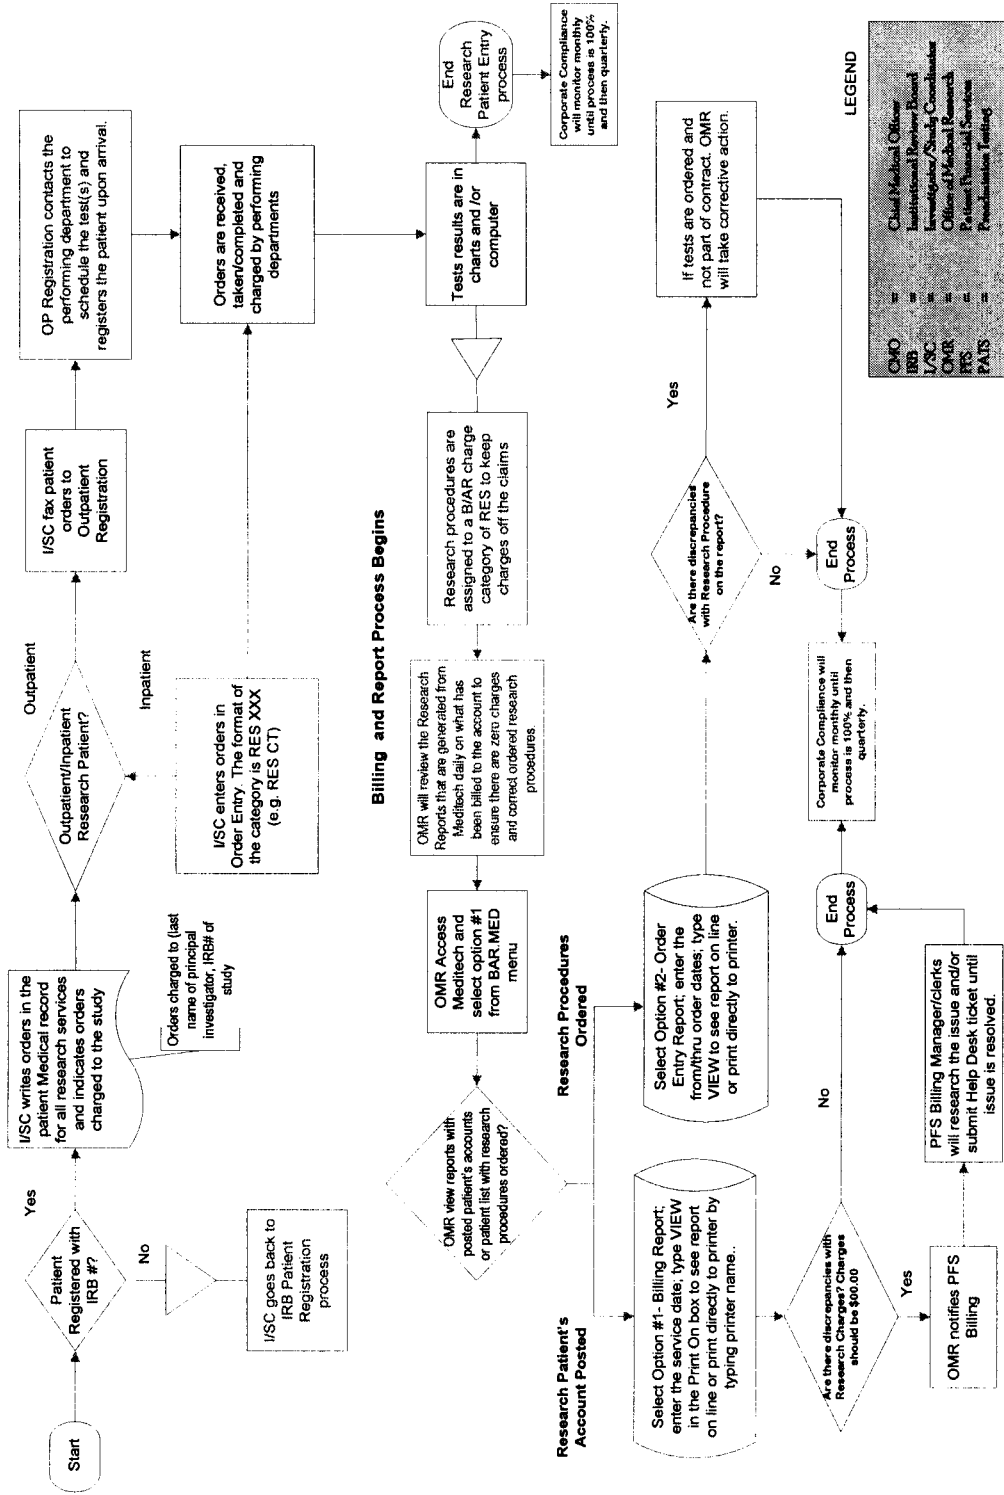 Start
Patient
Registered with
IRB #?
Yes
No
I/SC goes back to
IRB Patient
Registration
process
I/SC writes orders in the
patient Medical record
for all research services
and indicates orders
charged to the study
Orders charged to (last
name of principal
investigator, IRB# of
study
Outpatient/Inpatient
Research Patient?
Outpatient
Inpatient
I/SC fax patient
orders to
Outpatient
Registration
I/SC enters orders in
Order Entry. The format of
the category is RES XXX
(e.g. RES CT)
OP Registration contacts the
performing department to
schedule the test(s) and
registers the patient upon arrival.
Orders are received,
taken/completed and
charged by performing
departments
Tests results are in
charts and /or
computer
End
Research
Patient Entry
process
Corporate Compliance
will monitor monthly
until process is 100%
and then quarterly.
Billing and Report Process Begins
Research procedures are
assigned to a B/AR charge
category of RES to keep
charges off the claims
OMR will review the Research
Reports that are generated from
Meditech daily on what has
been billed to the account to
ensure there are zero charges
and correct ordered research
procedures.
OMR Access
Meditech and
select option #1
from BAR.MED
menu
OMR view reports with
posted patient's accounts
or patient list with research
procedures ordered?
Research Patient's
Account Posted
Select Option #1- Billing Report;
enter the service date; type VIEW
in the Print On box to see report
on line or print directly to printer by
typing printer name..
Research Procedures
Ordered
Select Option #2- Order
Entry Report; enter the
from/thru order dates; type
VIEW to see report on line
or print directly to printer.
Are there discrepancies with
Research Charges? Charges
should be $00.00
Yes
No
OMR notifies PFS
Billing
PFS Billing Manager/clerks
will research the issue and/or
submit Help Desk ticket until
issue is resolved.
End
Process
Corporate Compliance will
monitor monthly until
process is 100% and then
quarterly.
Are there discrepancies
with Research Procedure
on the report?
Yes
No
If tests are ordered and
not part of contract. OMR
will take corrective action.
End
Process
LEGEND
CMO = Chief Medical Officer
IRB = Institutional Review Board
I/SC = Investigator/Study Coordinator
OMR = Office of Medical Research
PFS = Patient Financial Services
PATS = Preadmission Testing